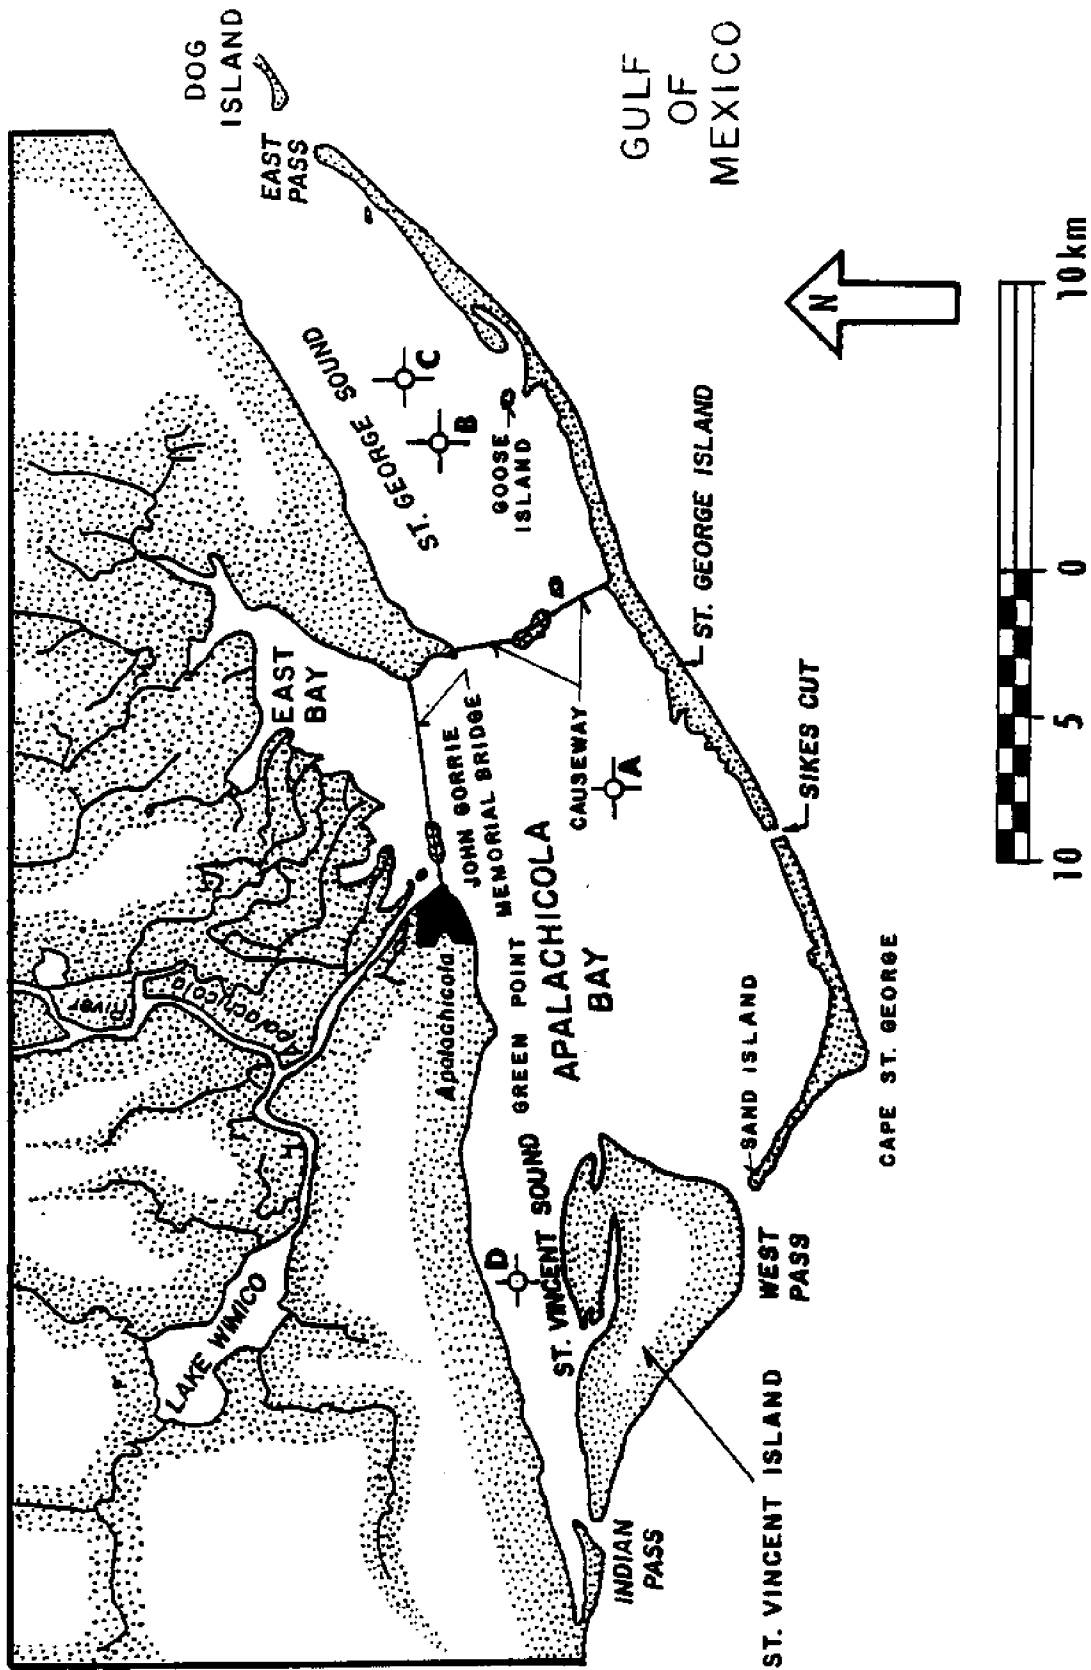 DOG
ISLAND
EAST
PASS
GULF
OF
MEXICO
ST. GEORGE SOUND
C
B
GOOSE
ISLAND
N
EAST
BAY
JOHN GORRIE
MEMORIAL BRIDGE
CAUSEWAY
A
ST. GEORGE ISLAND
SIKES CUT
Apalachicola
River
Apalachicola
GREEN POINT
APALACHICOLA
BAY
SAND ISLAND
CAPE ST. GEORGE
LAKE WIMICO
D
ST. VINCENT SOUND
WEST
PASS
INDIAN
PASS
ST. VINCENT ISLAND
10 5 0 10km